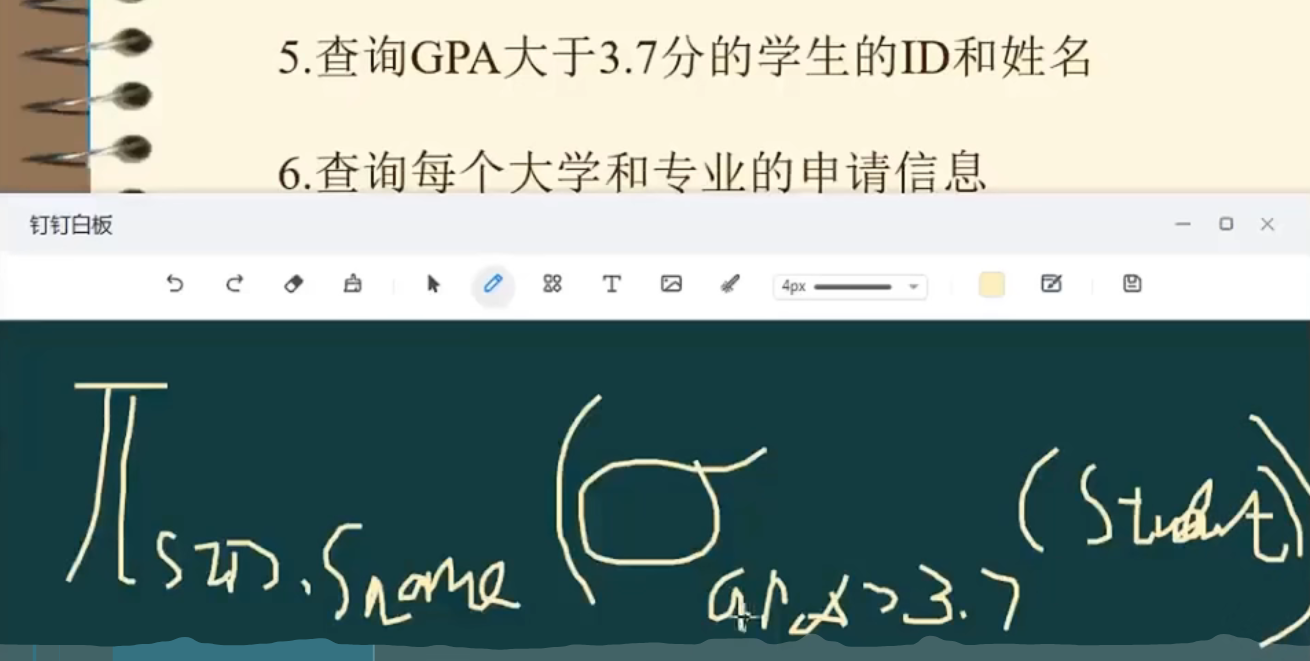 5.查询GPA大于3.7分的学生的ID和姓名
6.查询每个大学和专业的申请信息
钉钉白板
4px
π SID,Sname (σ GPA>3.7 (Student))